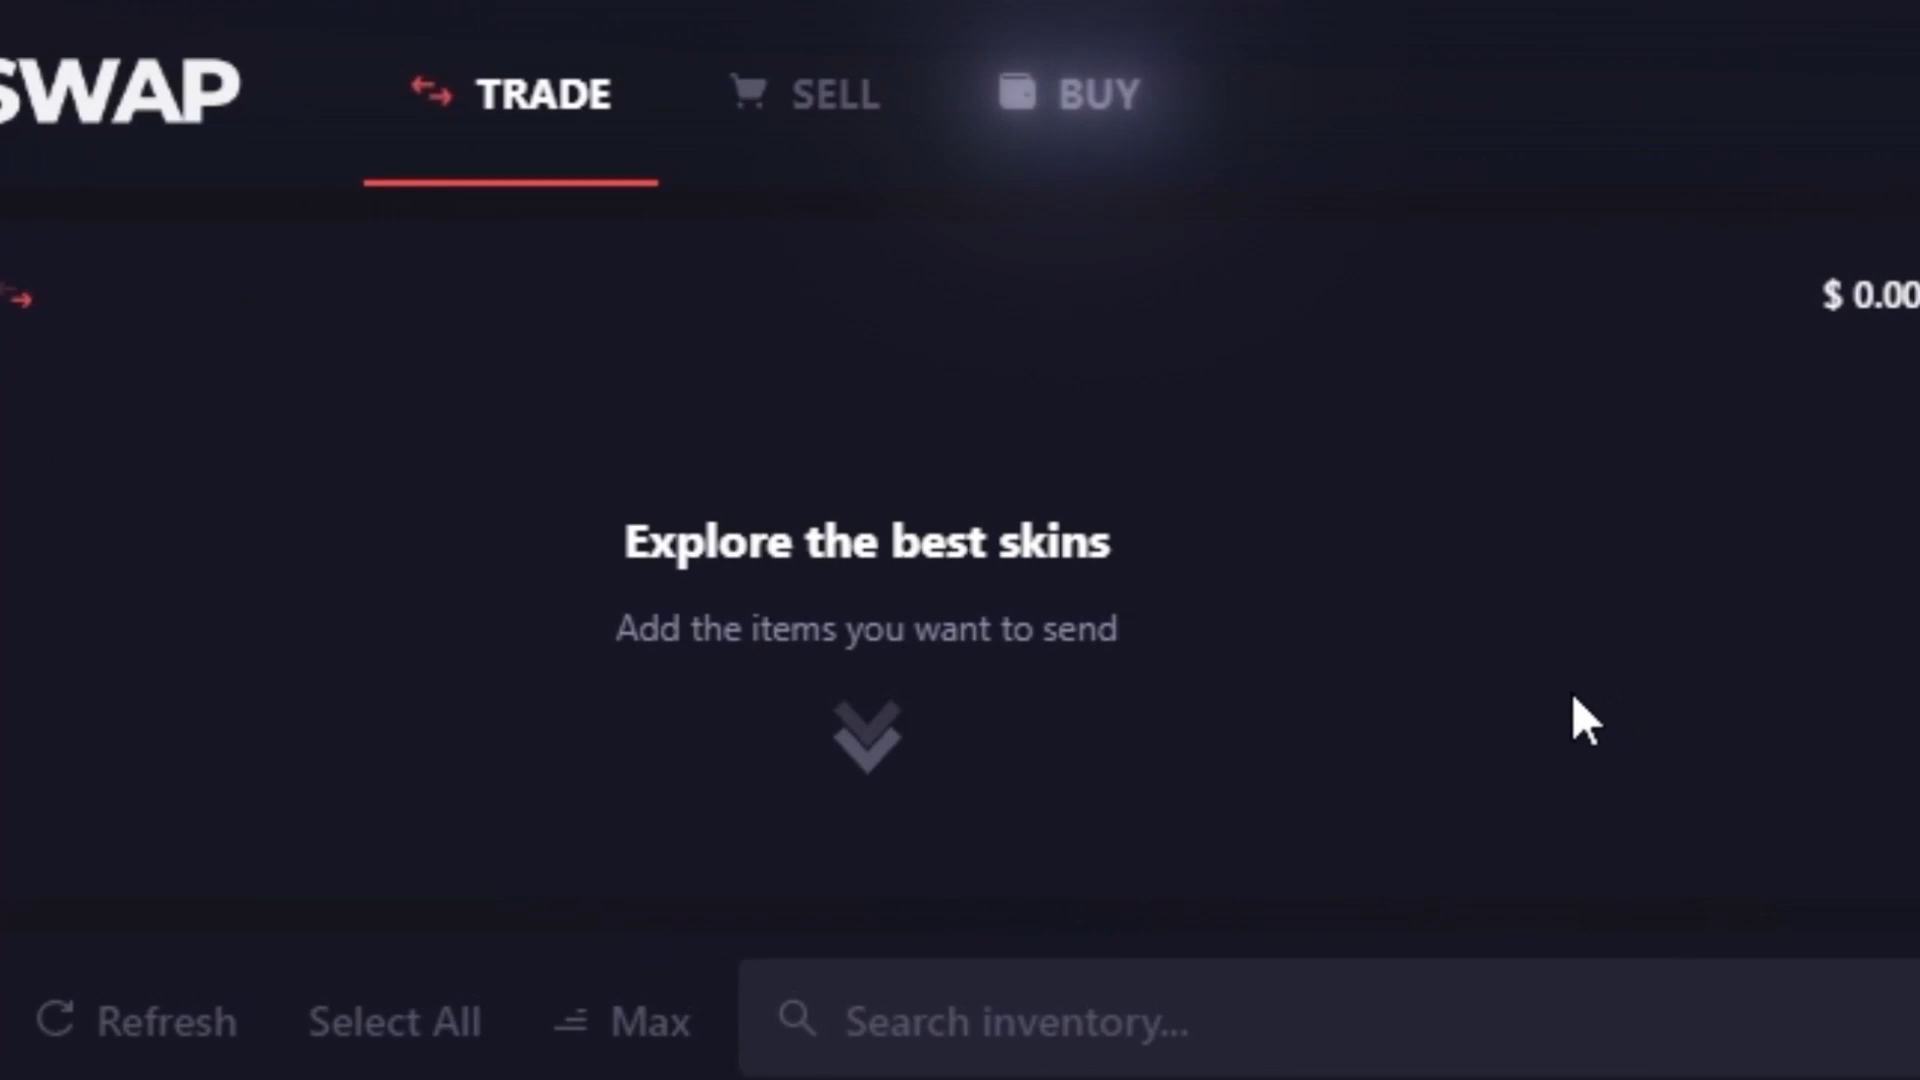 SWAP
TRADE
SELL
BUY
$ 0.00
Explore the best skins
Add the items you want to send
Refresh
Select All
Max
Search inventory...